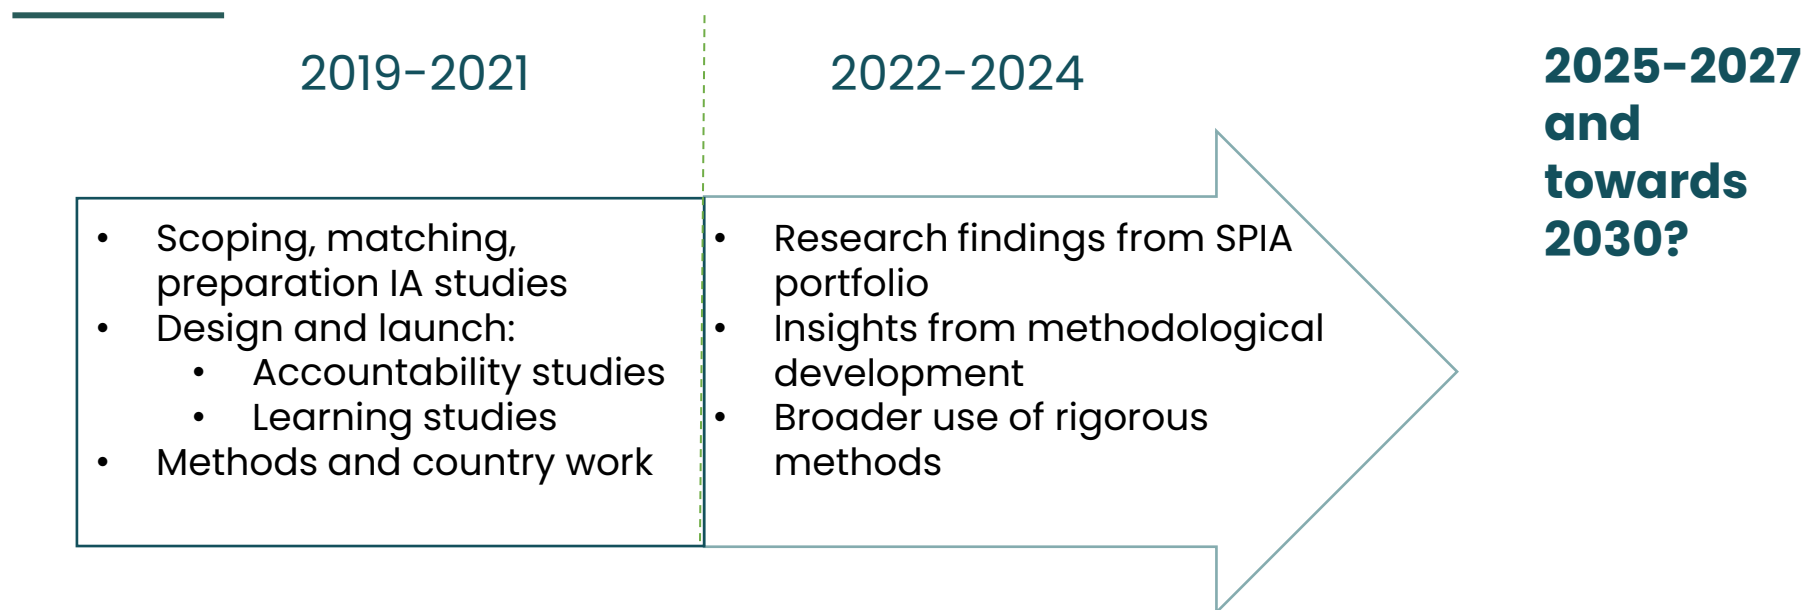 2019-2021
• Scoping, matching,
preparation IA studies
• Design and launch:
• Accountability studies
• Learning studies
• Methods and country work
2022-2024
• Research findings from SPIA
portfolio
• Insights from methodological
development
• Broader use of rigorous
methods
2025-2027
and
towards
2030?